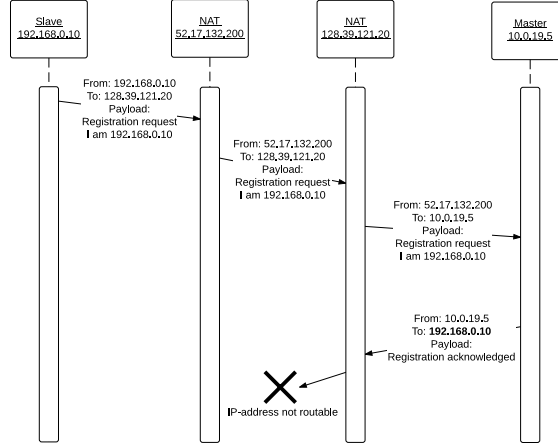 Slave
192.168.0.10
NAT
52.17.132.200
NAT
128.39.121.20
Master
10.0.19.5
From: 192.168.0.10
To: 128.39.121.20
Payload:
Registration request
I am 192.168.0.10
From: 52.17.132.200
To: 128.39.121.20
Payload:
Registration request
I am 192.168.0.10
From: 52.17.132.200
To: 10.0.19.5
Payload:
Registration request
I am 192.168.0.10
From: 10.0.19.5
To: 192.168.0.10
Payload:
Registration acknowledged
IP-address not routable